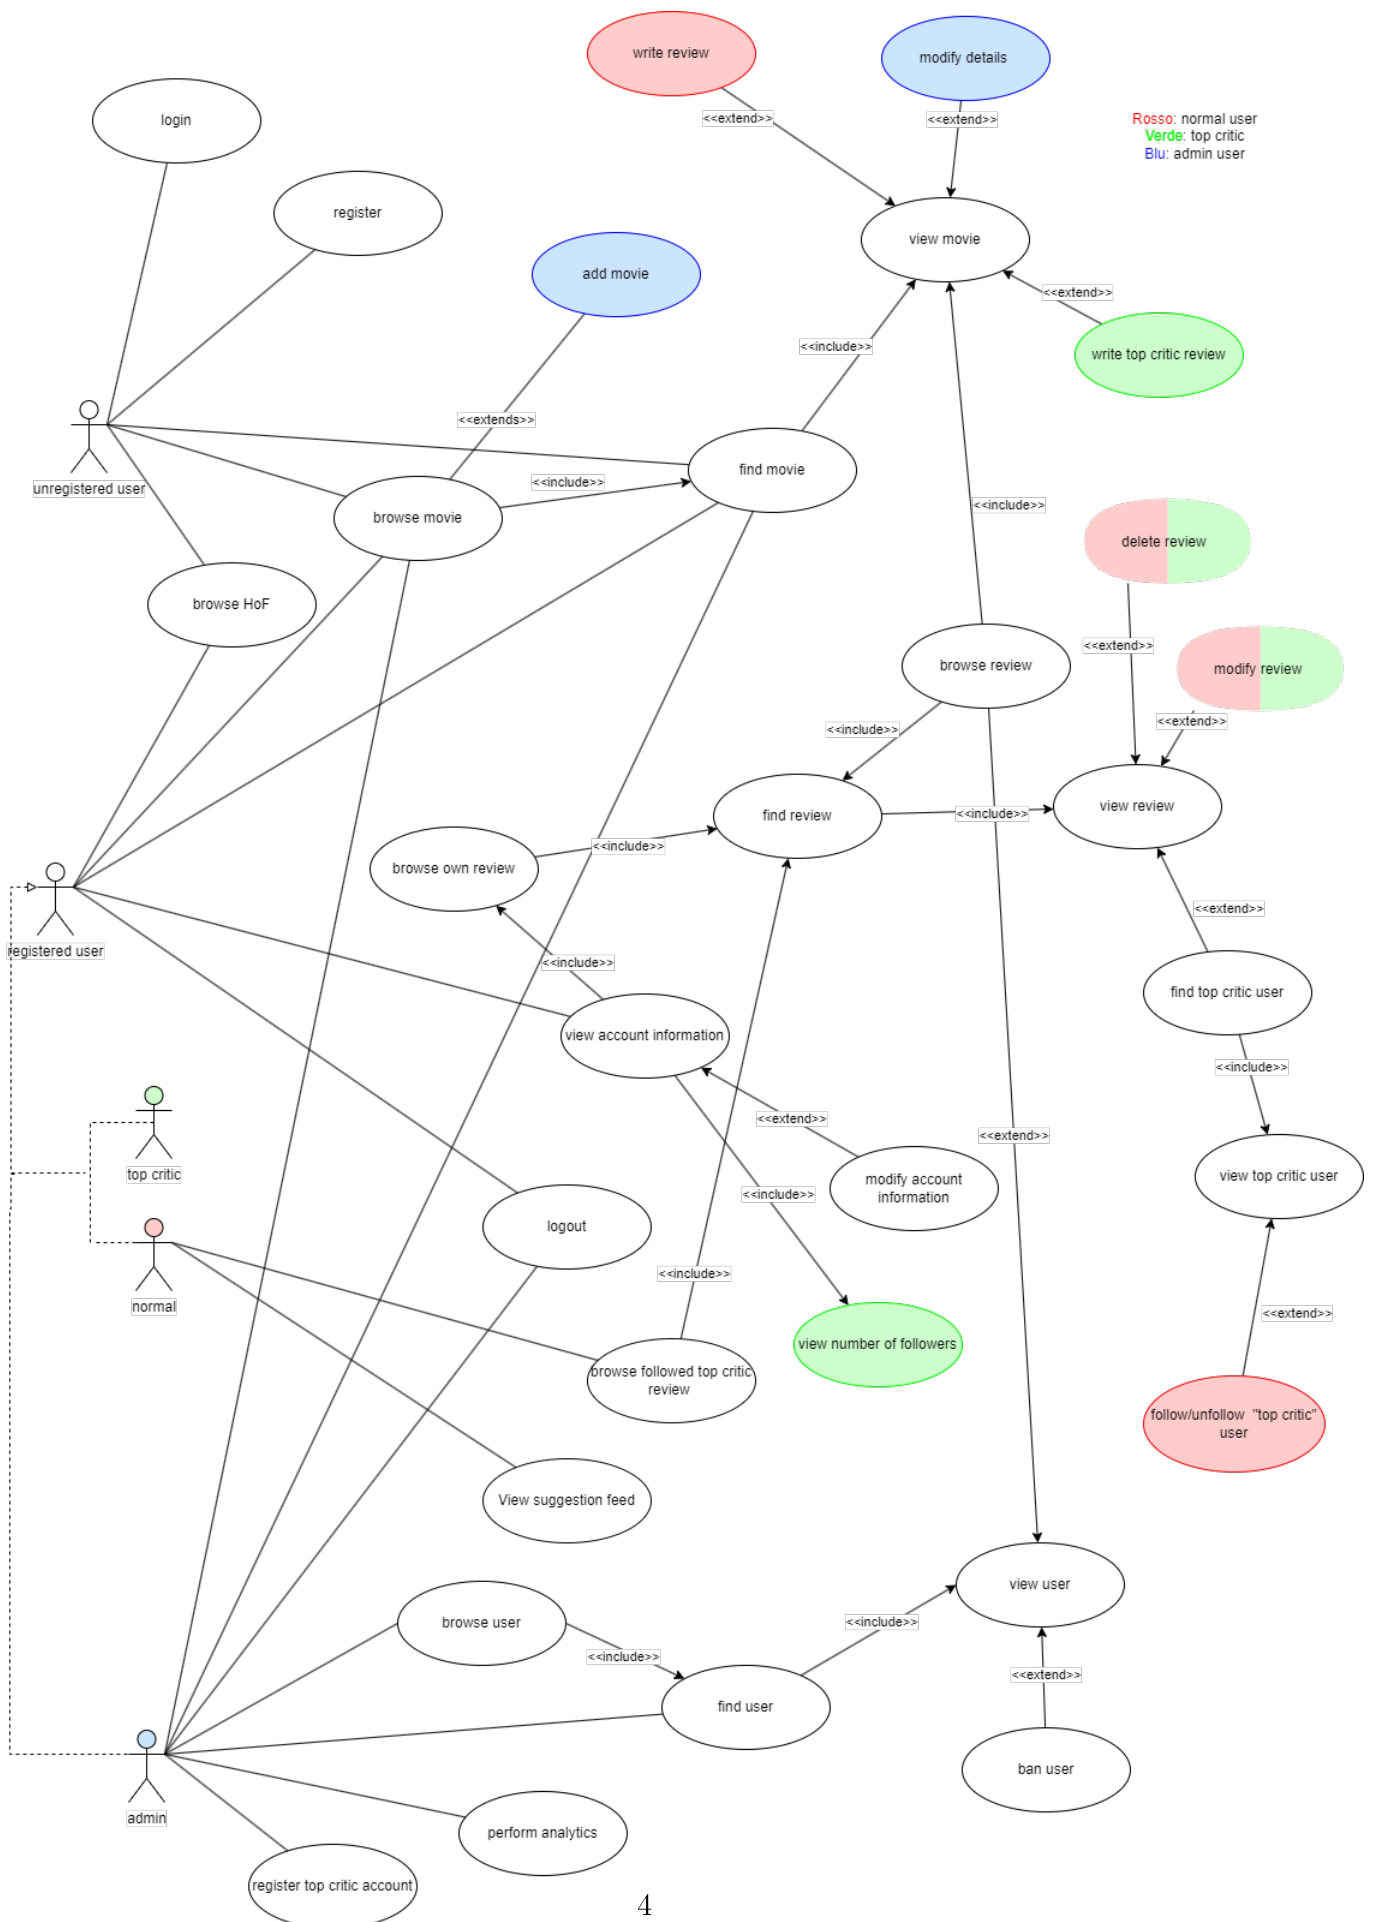 write review
modify details
<<extend>>
<<extend>>
Rosso: normal user
Verde: top critic
Blu: admin user
login
register
view movie
add movie
<<extend>>
<<include>>
write top critic review
<<extends>>
unregistered user
find movie
<<include>>
browse movie
<<include>>
delete review
browse HoF
<<extend>>
browse review
modify review
<<include>>
<<extend>>
find review
<<include>>
view review
<<include>>
browse own review
<<extend>>
registered user
<<include>>
find top critic user
view account information
<<include>>
<<extend>>
<<extend>>
top critic
view top critic user
modify account
information
<<include>>
logout
<<include>>
normal
<<extend>>
view number of followers
browse followed top critic
review
follow/unfollow "top critic"
user
View suggestion feed
view user
browse user
<<include>>
<<include>>
<<extend>>
find user
ban user
admin
perform analytics
register top critic account
4